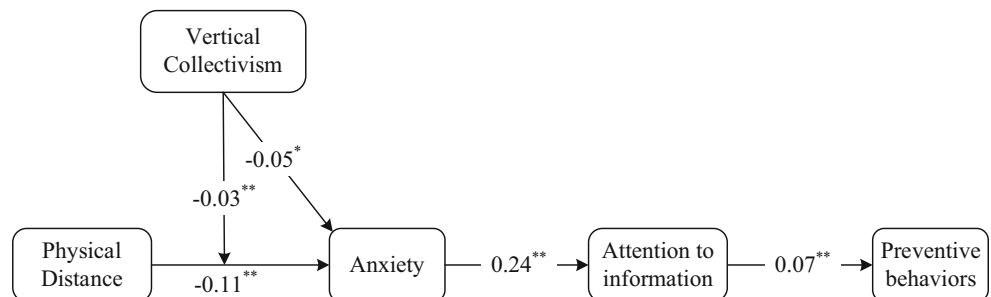 Vertical
Collectivism
-0.05*
-0.03**
Physical
Distance
-0.11**
Anxiety
0.24**
Attention to
information
0.07**
Preventive
behaviors